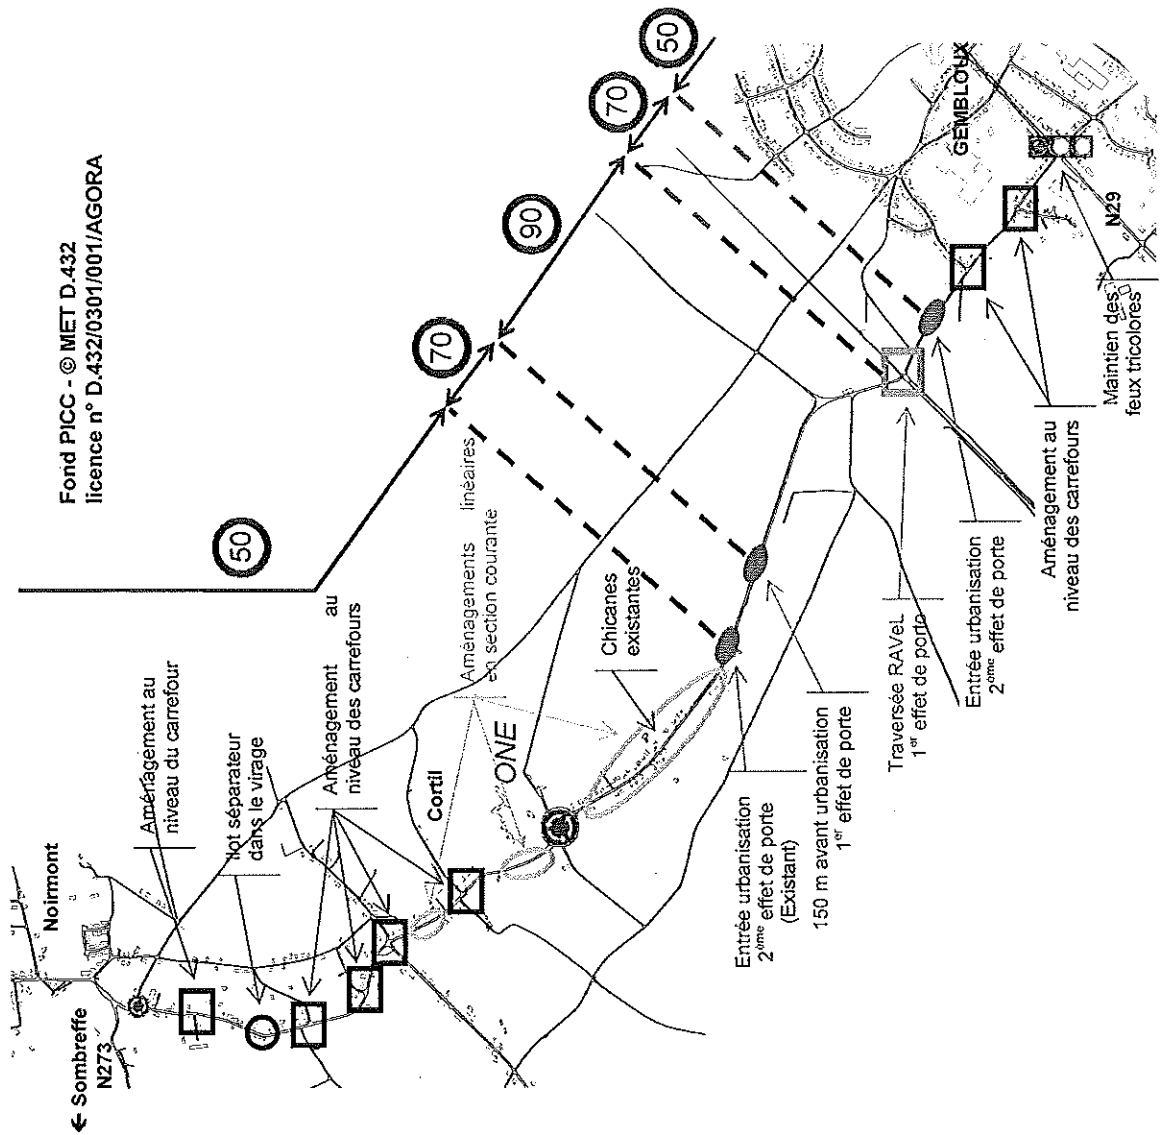 Fond PICC - © MET D.432
licence n° D.432/0301/001/AGORA
50
70
90
70
50
← Sombreffe
N273
Noirmont
Aménagement au
niveau du carrefour
Ilot séparateur
dans le virage
Aménagement au
niveau des carrefours
Cortil
Aménagements linéaires
en section courante
ONE
Chicanes
existantes
Entrée urbanisation
2ème effet de porte
(Existant)
150 m avant urbanisation
1er effet de porte
Traversée RAVeL
1er effet de porte
Entrée urbanisation
2ème effet de porte
Aménagement au
niveau des carrefours
Maintien des
feux tricolores
N29
GEMBLOUX